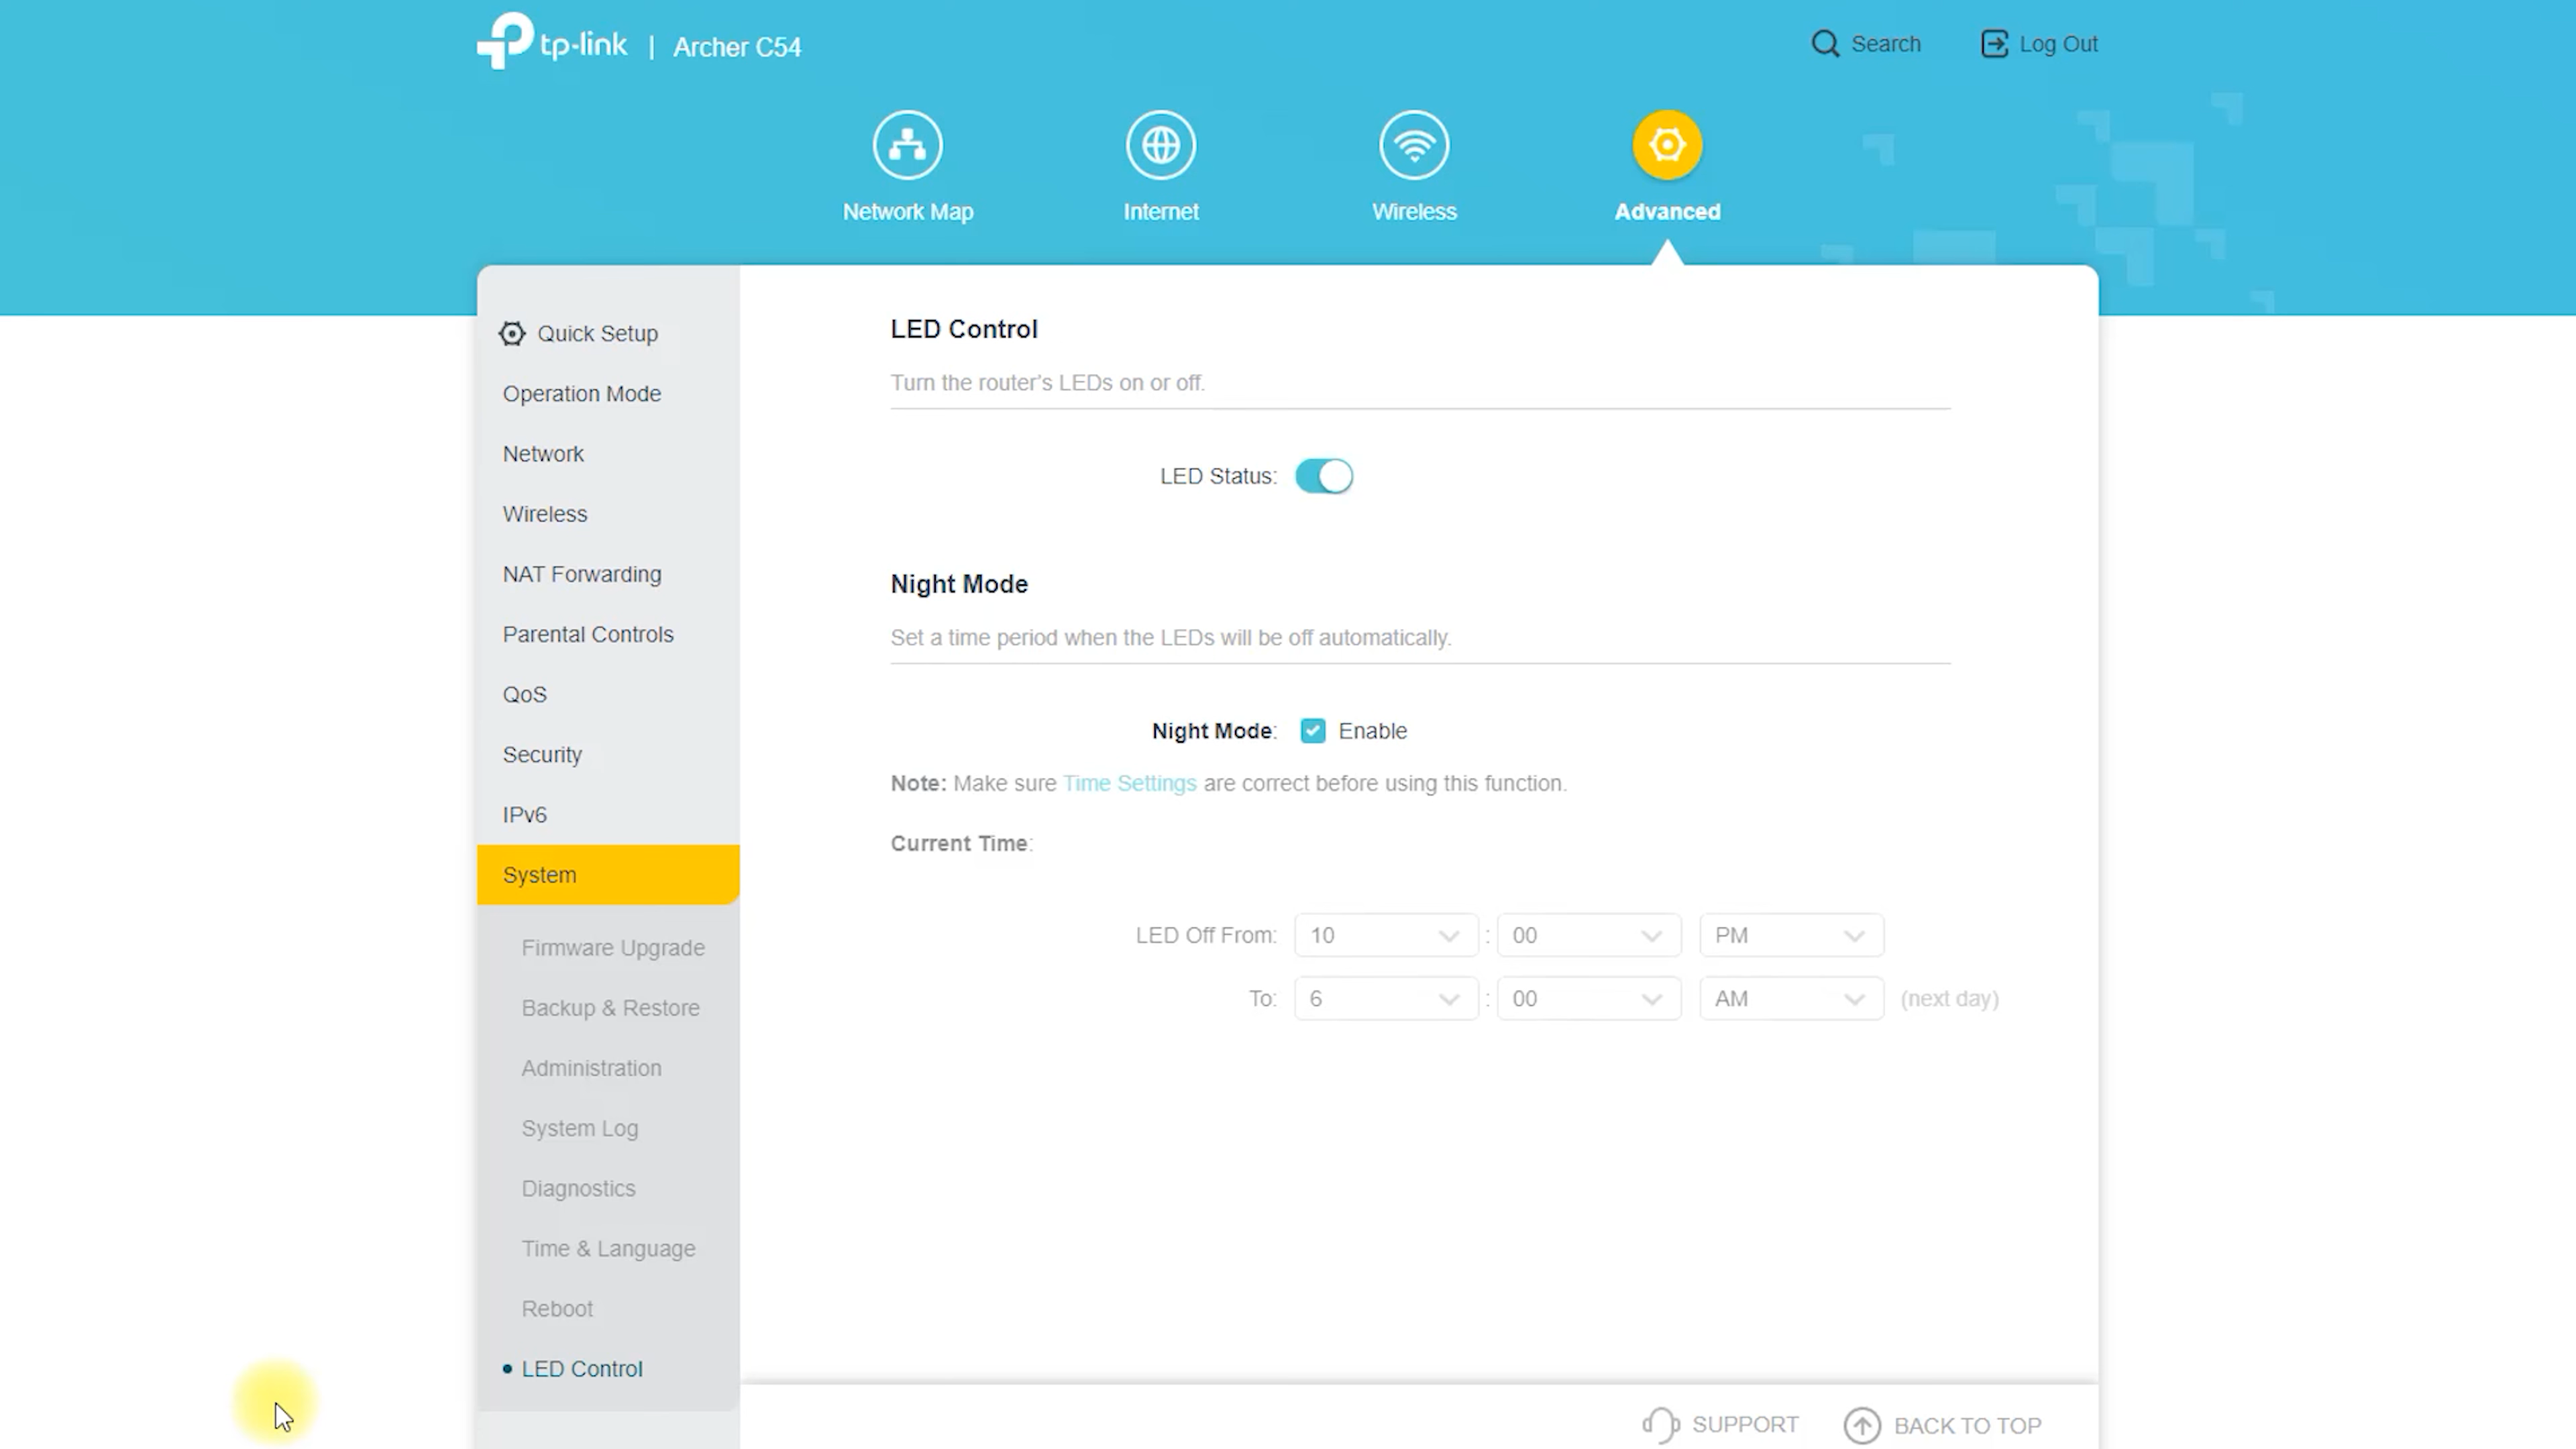 tp-link | Archer C54
Search
Log Out
Network Map
Internet
Wireless
Advanced
Quick Setup
Operation Mode
Network
Wireless
NAT Forwarding
Parental Controls
QoS
Security
IPv6
System
Firmware Upgrade
Backup & Restore
Administration
System Log
Diagnostics
Time & Language
Reboot
LED Control
LED Control
Turn the router's LEDs on or off.
LED Status:
Night Mode
Set a time period when the LEDs will be off automatically.
Night Mode: Enable
Note: Make sure Time Settings are correct before using this function.
Current Time:
LED Off From: 10 : 00 PM
To: 6 : 00 AM (next day)
SUPPORT
BACK TO TOP